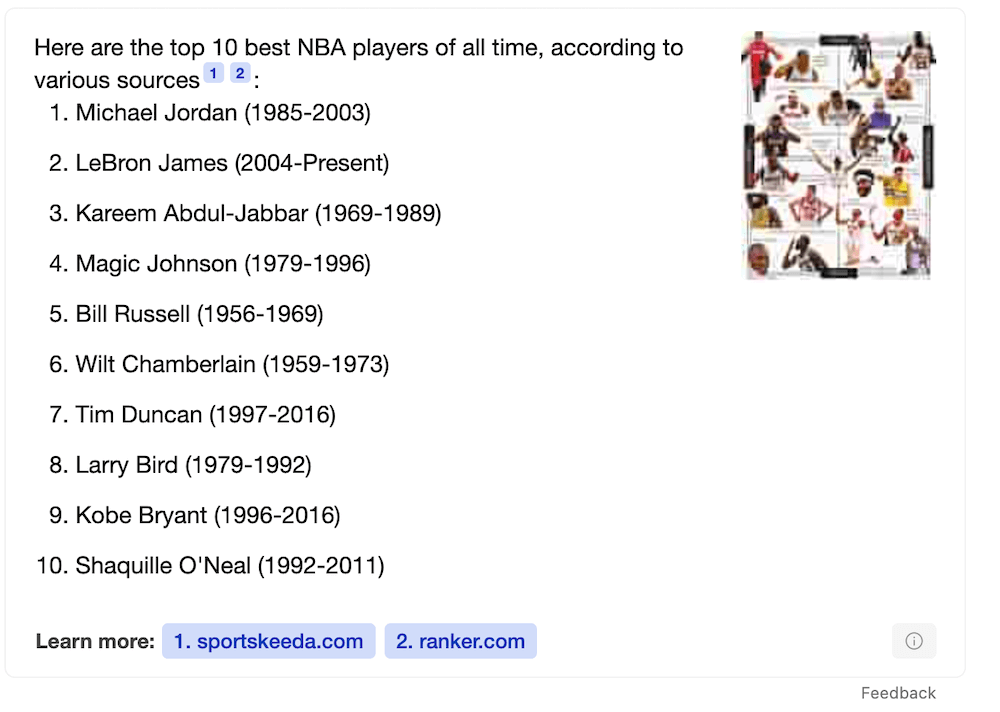 Here are the top 10 best NBA players of all time, according to
various sources 1 2 :
1. Michael Jordan (1985-2003)
2. LeBron James (2004-Present)
3. Kareem Abdul-Jabbar (1969-1989)
4. Magic Johnson (1979-1996)
5. Bill Russell (1956-1969)
6. Wilt Chamberlain (1959-1973)
7. Tim Duncan (1997-2016)
8. Larry Bird (1979-1992)
9. Kobe Bryant (1996-2016)
10. Shaquille O'Neal (1992-2011)
Learn more: 1. sportskeeda.com 2. ranker.com
Feedback